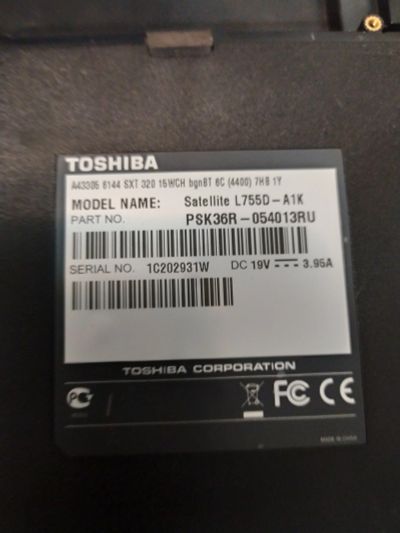 TOSHIBA
A43305 6144 SXT 320 15WCH bgnBT 6C (4400) 7HB 1Y
MODEL NAME: Satellite L755D-A1K
PART NO. PSK36R-054013RU
SERIAL NO. 1C202931W DC 19V 3.95A
TOSHIBA CORPORATION
FC CE
MADE IN CHINA